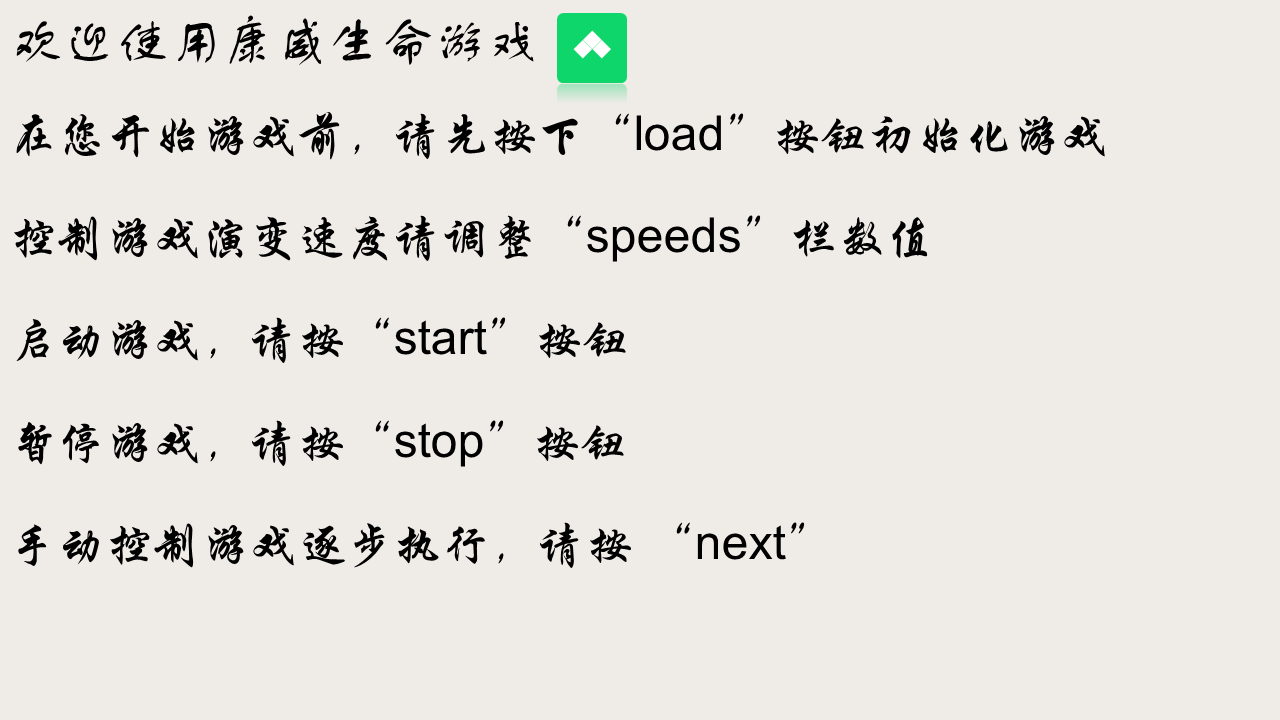 欢迎使用康威生命游戏
在您开始游戏前，请先按下“load”按钮初始化游戏
控制游戏演变速度请调整“speeds”栏数值
启动游戏，请按“start”按钮
暂停游戏，请按“stop”按钮
手动控制游戏逐步执行，请按 “next”